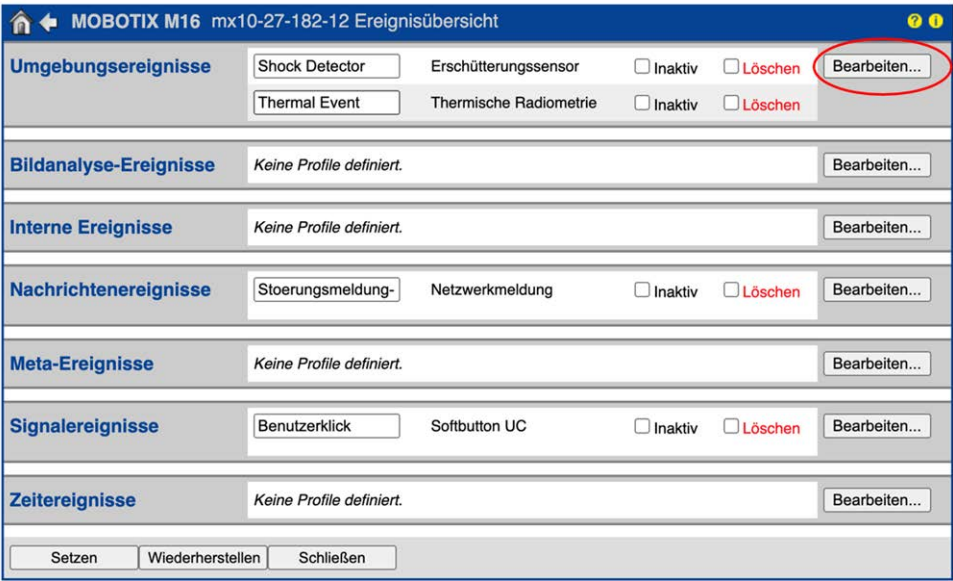 MOBOTIX M16 mx10-27-182-12 Ereignisübersicht ? i
Umgebungsereignisse Shock Detector Erschütterungssensor Inaktiv Löschen Bearbeiten...
Thermal Event Thermische Radiometrie Inaktiv Löschen
Bildanalyse-Ereignisse Keine Profile definiert. Bearbeiten...
Interne Ereignisse Keine Profile definiert. Bearbeiten...
Nachrichtenereignisse Stoerungsmeldung- Netzwerkmeldung Inaktiv Löschen Bearbeiten...
Meta-Ereignisse Keine Profile definiert. Bearbeiten...
Signalereignisse Benutzerklick Softbutton UC Inaktiv Löschen Bearbeiten...
Zeitereignisse Keine Profile definiert. Bearbeiten...
Setzen Wiederherstellen Schließen